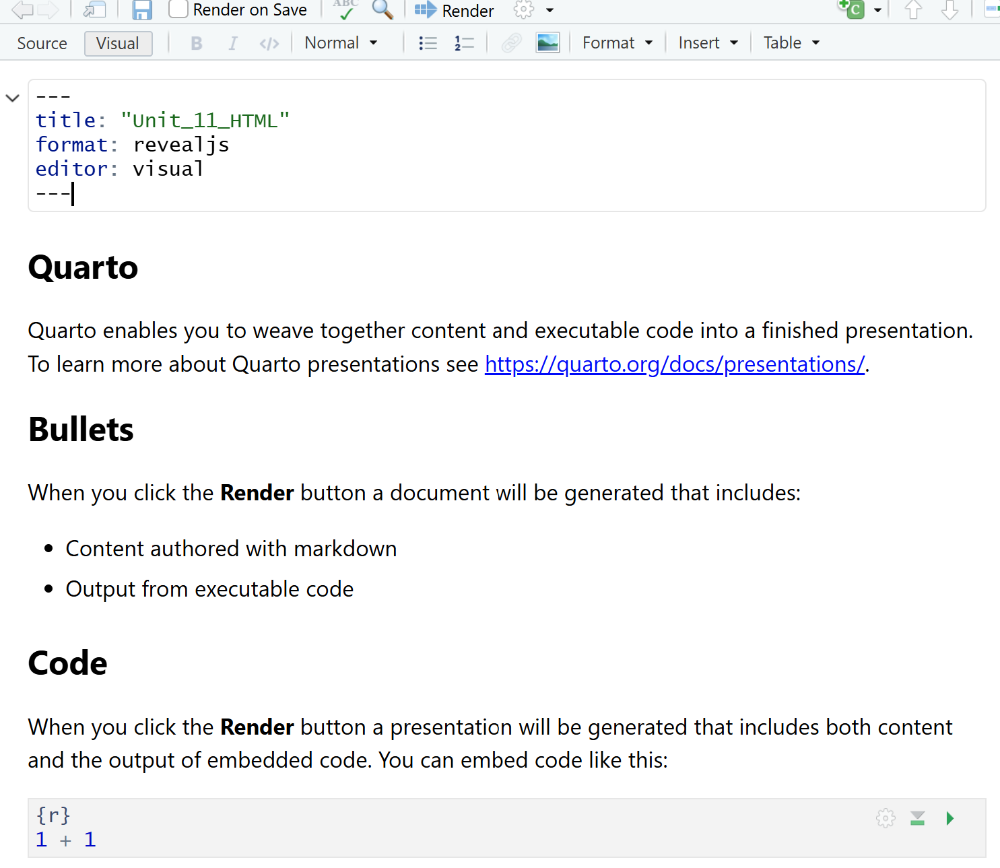 Render on Save ABC Render C
Source Visual B I </> Normal 1 2 Format Insert Table
---
title: "Unit_11_HTML"
format: revealjs
editor: visual
---
Quarto
Quarto enables you to weave together content and executable code into a finished presentation.
To learn more about Quarto presentations see https://quarto.org/docs/presentations/.
Bullets
When you click the Render button a document will be generated that includes:
• Content authored with markdown
• Output from executable code
Code
When you click the Render button a presentation will be generated that includes both content
and the output of embedded code. You can embed code like this:
{r}
1 + 1